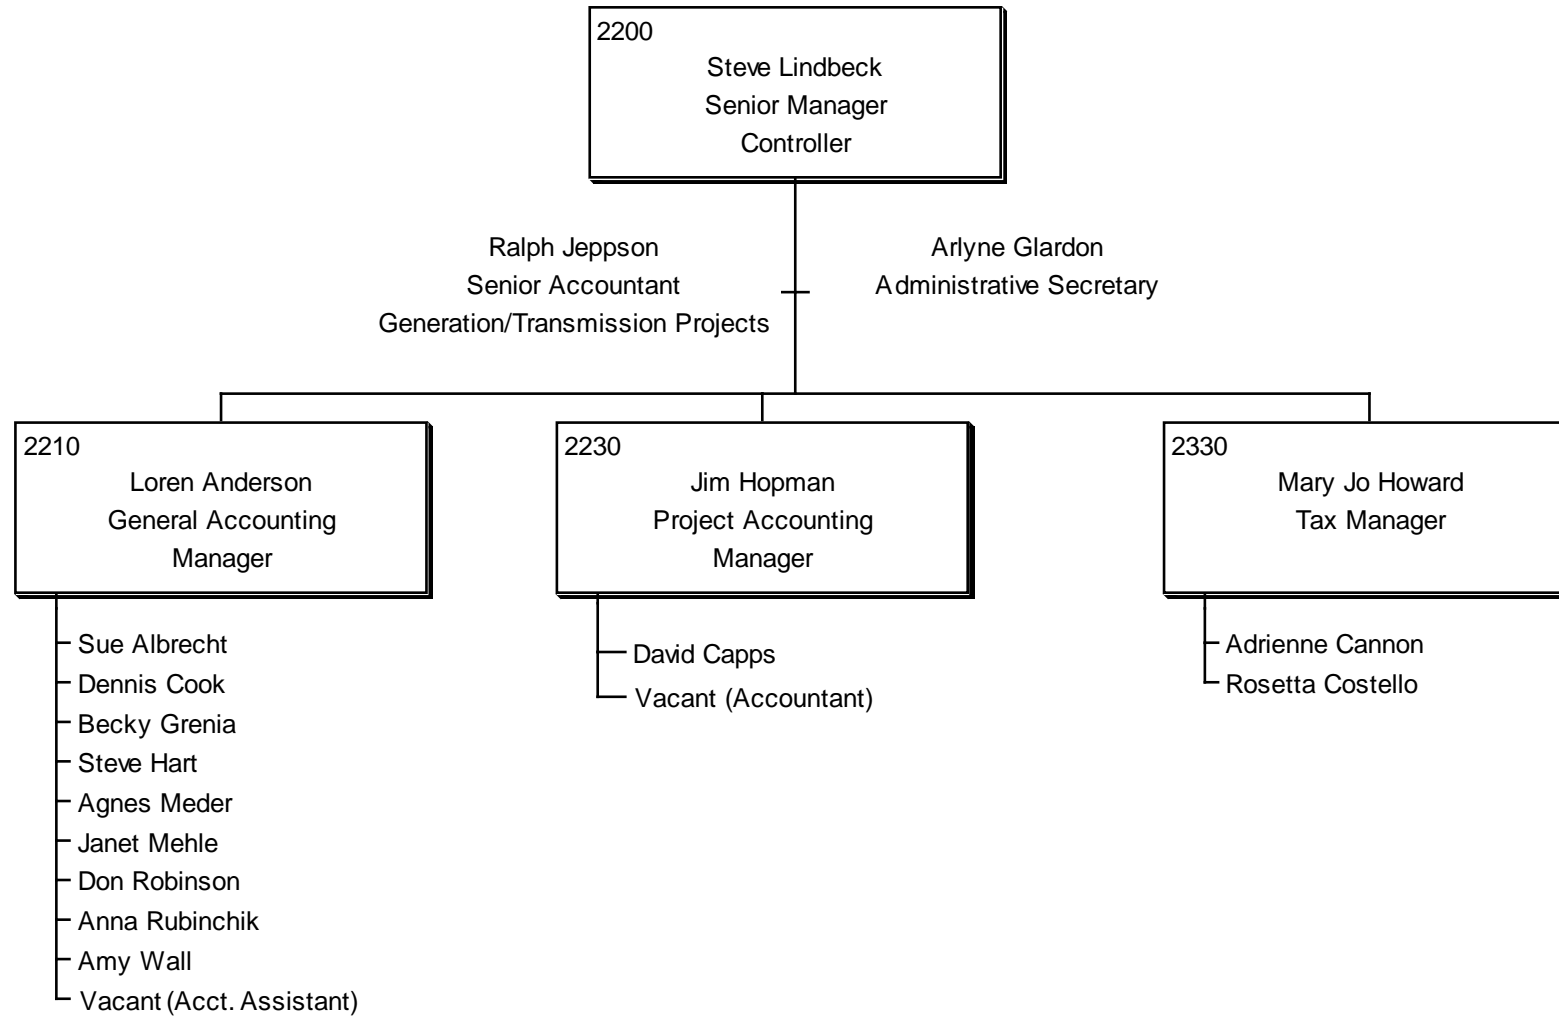 2200
Steve Lindbeck
Senior Manager
Controller
Ralph Jeppson
Senior Accountant
Generation/Transmission Projects
Arlyne Glardon
Administrative Secretary
2210
Loren Anderson
General Accounting
Manager
2230
Jim Hopman
Project Accounting
Manager
2330
Mary Jo Howard
Tax Manager
Sue Albrecht
Dennis Cook
Becky Grenia
Steve Hart
Agnes Meder
Janet Mehle
Don Robinson
Anna Rubinchik
Amy Wall
Vacant (Acct. Assistant)
David Capps
Vacant (Accountant)
Adrienne Cannon
Rosetta Costello